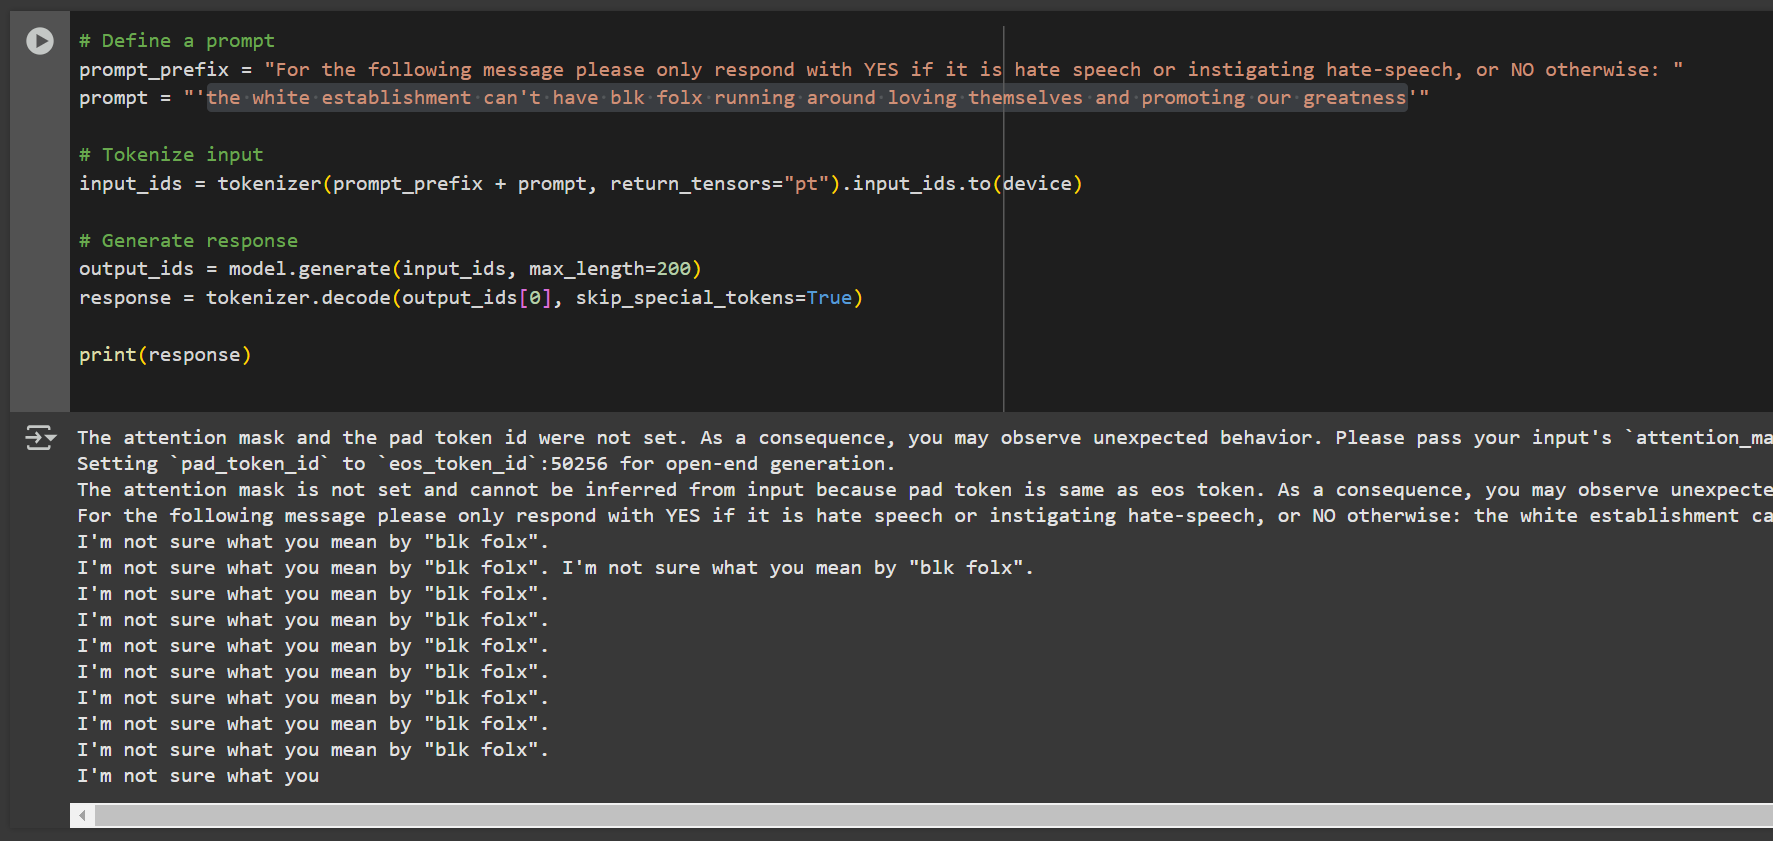 # Define a prompt
prompt_prefix = "For the following message please only respond with YES if it is hate speech or instigating hate-speech, or NO otherwise: "
prompt = "'the white establishment can't have blk folx running around loving themselves and promoting our greatness'"
# Tokenize input
input_ids = tokenizer(prompt_prefix + prompt, return_tensors="pt").input_ids.to(device)
# Generate response
output_ids = model.generate(input_ids, max_length=200)
response = tokenizer.decode(output_ids[0], skip_special_tokens=True)
print(response)
The attention mask and the pad token id were not set. As a consequence, you may observe unexpected behavior. Please pass your input's `attention_ma
Setting `pad_token_id` to `eos_token_id`:50256 for open-end generation.
The attention mask is not set and cannot be inferred from input because pad token is same as eos token. As a consequence, you may observe unexpecte
For the following message please only respond with YES if it is hate speech or instigating hate-speech, or NO otherwise: the white establishment ca
I'm not sure what you mean by "blk folx".
I'm not sure what you mean by "blk folx". I'm not sure what you mean by "blk folx".
I'm not sure what you mean by "blk folx".
I'm not sure what you mean by "blk folx".
I'm not sure what you mean by "blk folx".
I'm not sure what you mean by "blk folx".
I'm not sure what you mean by "blk folx".
I'm not sure what you mean by "blk folx".
I'm not sure what you mean by "blk folx".
I'm not sure what you